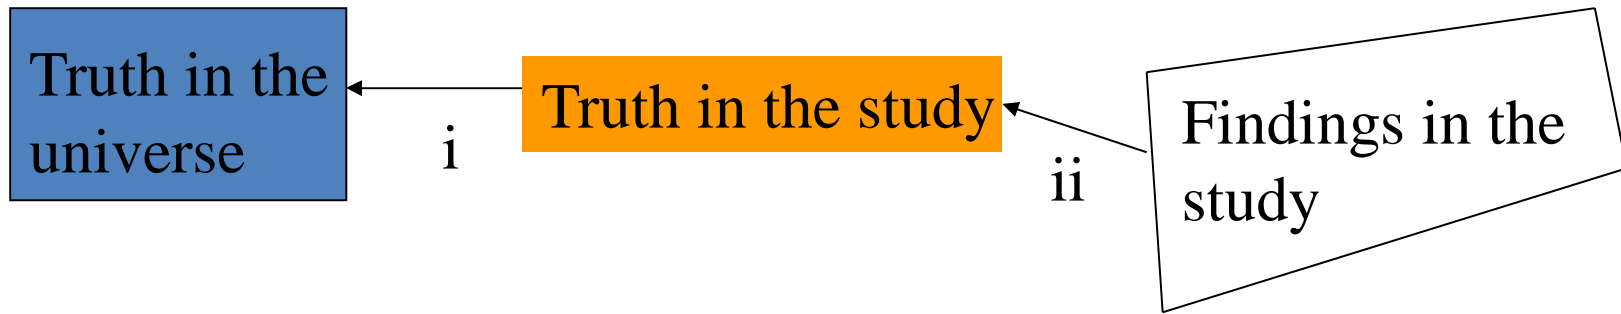 Truth in the
universe
i
Truth in the study
ii
Findings in the
study